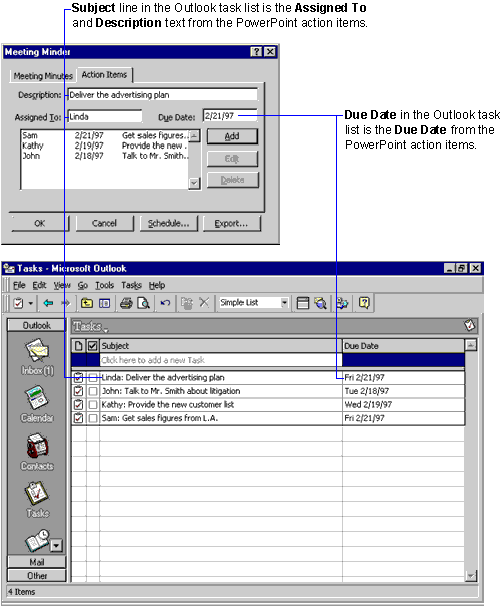 Subject line in the Outlook task list is the Assigned To
and Description text from the PowerPoint action items.
Meeting Minder
Meeting Minutes Action Items
Description: Deliver the advertising plan
Assigned To: Linda Due Date: 2/21/97
Sam 2/21/97 Get sales figures...
Kathy 2/19/97 Provide the new .
John 2/18/97 Talk to Mr. Smith...
Add
Edit
Delete
OK Cancel Schedule... Export...
Due Date in the Outlook task
list is the Due Date from the
PowerPoint action items.
Tasks - Microsoft Outlook
File Edit View Go Tools Tasks Help
Simple List
Outlook Tasks
Subject Due Date
Click here to add a new Task
Linda: Deliver the advertising plan Fri 2/21/97
John: Talk to Mr. Smith about litigation Tue 2/18/97
Kathy: Provide the new customer list Wed 2/19/97
Sam: Get sales figures from L.A. Fri 2/21/97
Inbox (1)
Calendar
Contacts
Tasks
Mail
Other
4 Items